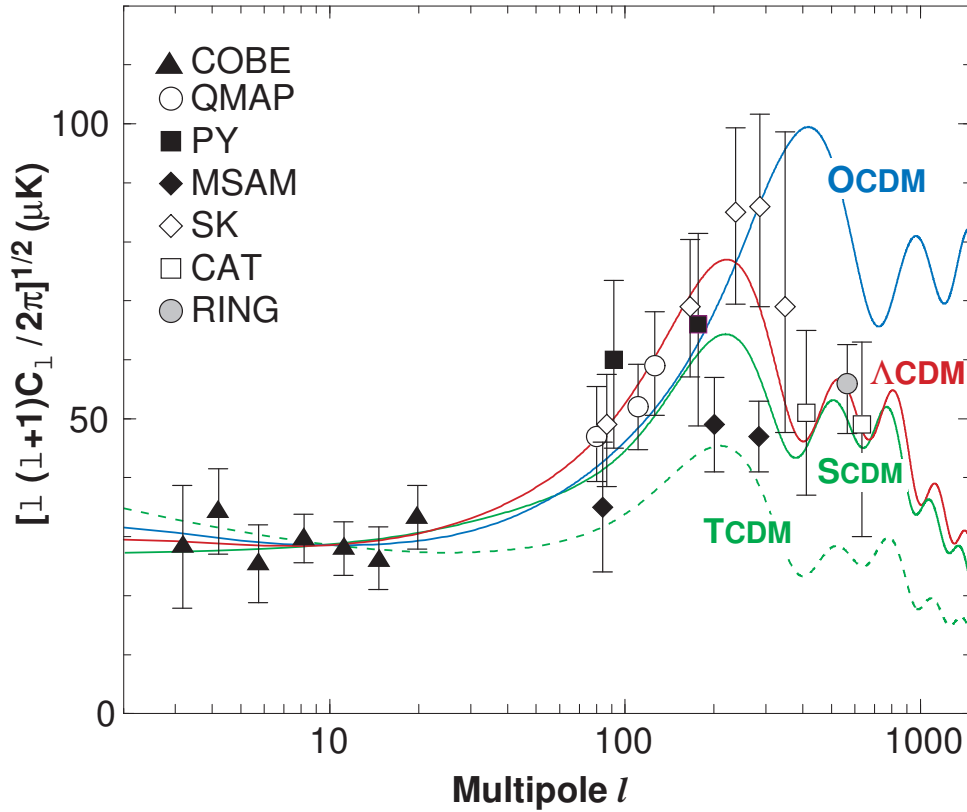 COBE
QMAP
PY
MSAM
SK
CAT
RING
OCDM
ΛCDM
SCDM
TCDM
[l (l+1)C_l / 2π]^{1/2} (μK)
100
50
0
10
100
1000
Multipole l